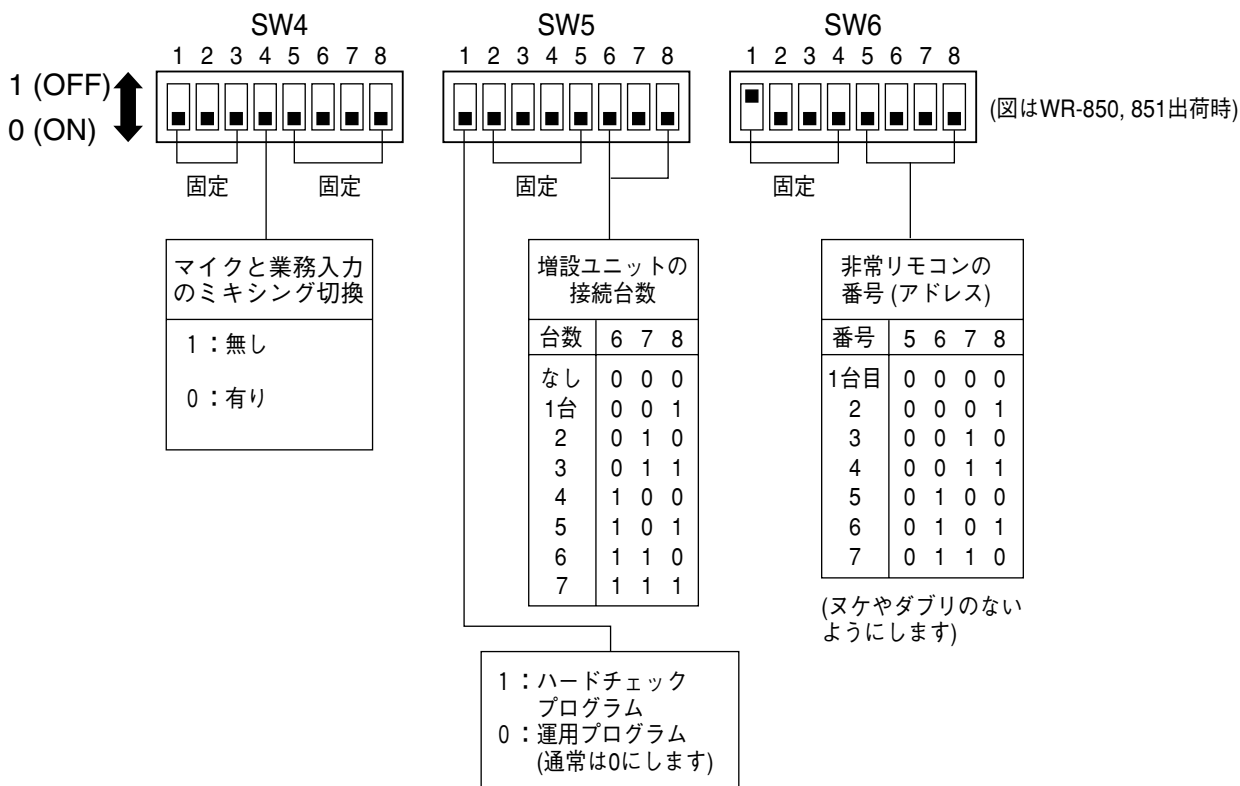 SW4
1 2 3 4 5 6 7 8
SW5
1 2 3 4 5 6 7 8
SW6
1 2 3 4 5 6 7 8
1 (OFF)
0 (ON)
(図はWR-850, 851出荷時)
固定
固定
固定
固定
マイクと業務入力
のミキシング切換
1：無し
0：有り
増設ユニットの
接続台数
台数 6 7 8
なし 0 0 0
1台 0 0 1
2 0 1 0
3 0 1 1
4 1 0 0
5 1 0 1
6 1 1 0
7 1 1 1
非常リモコンの
番号 (アドレス)
番号 5 6 7 8
1台目 0 0 0 0
2 0 0 0 1
3 0 0 1 0
4 0 0 1 1
5 0 1 0 0
6 0 1 0 1
7 0 1 1 0
(ヌケやダブリのない
ようにします)
1：ハードチェック
プログラム
0：運用プログラム
(通常は0にします)